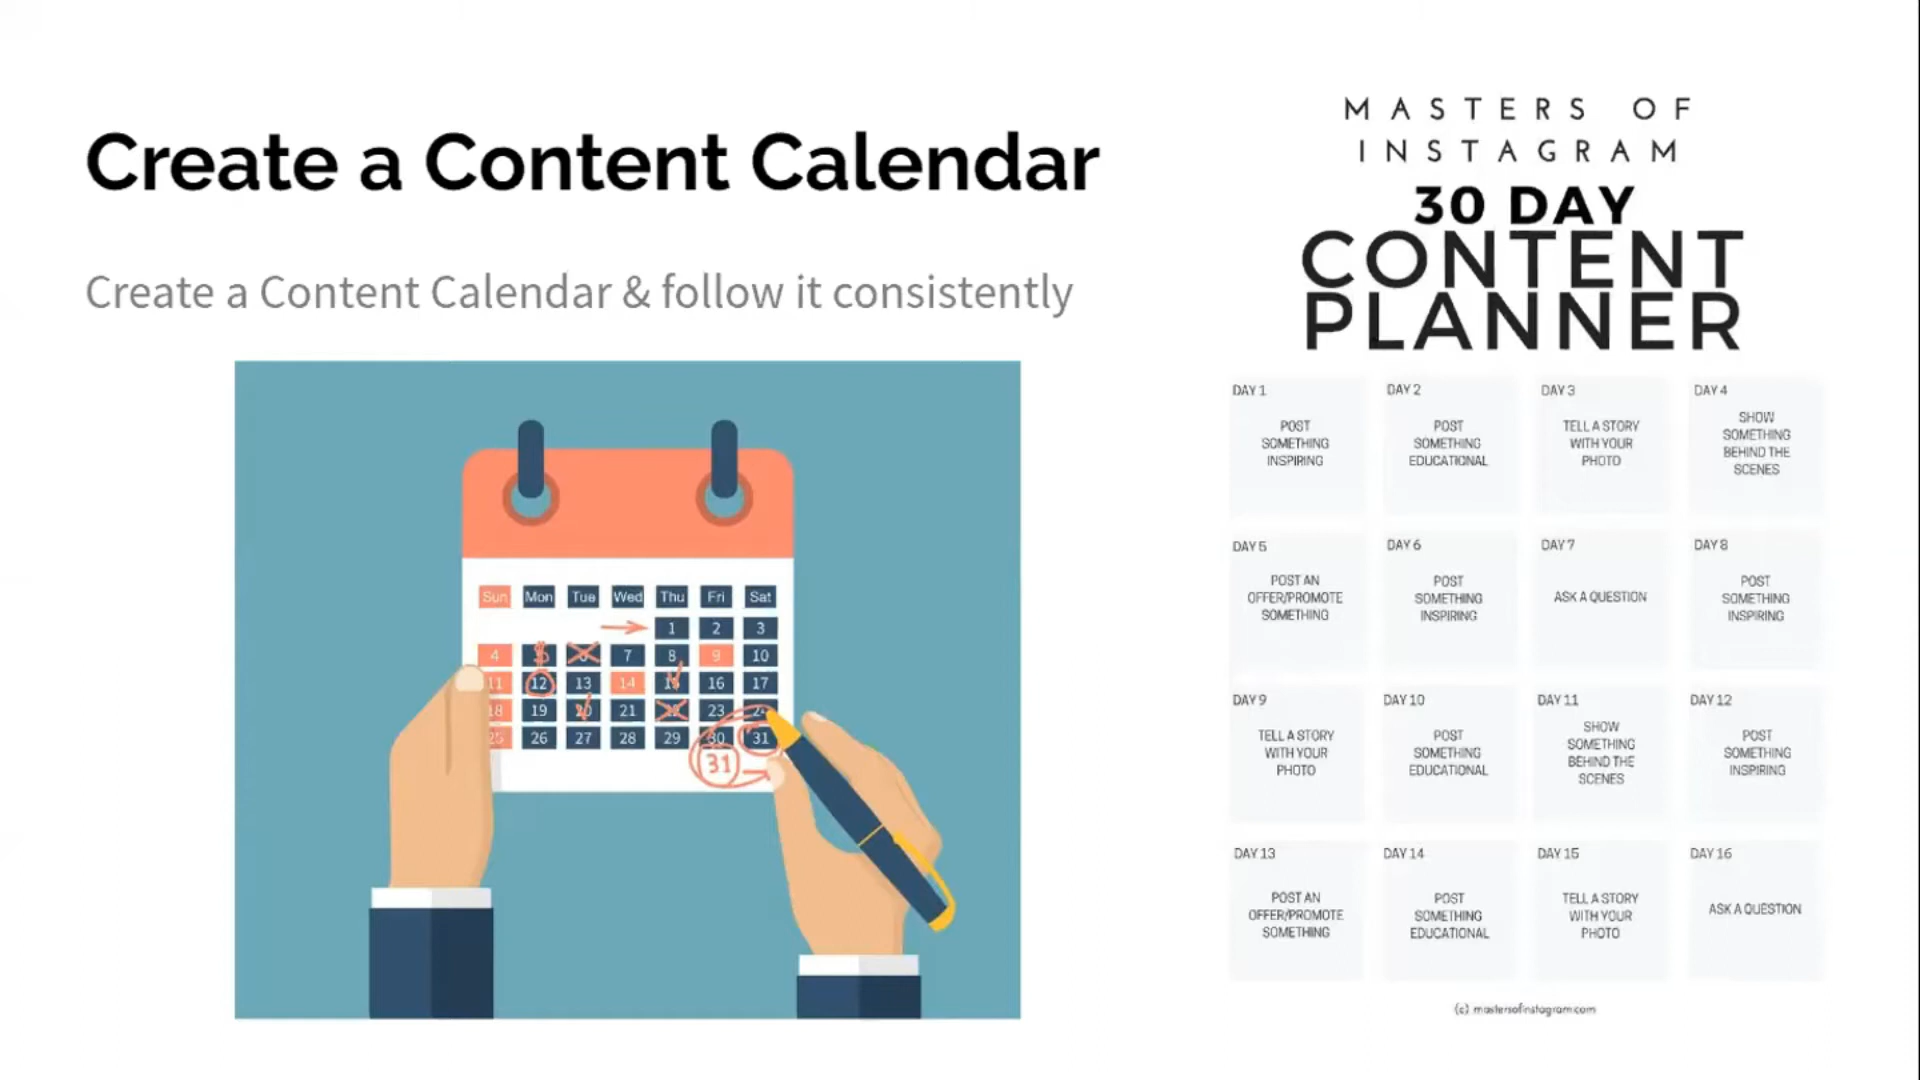 Create a Content Calendar
Create a Content Calendar & follow it consistently
Sun Mon Tue Wed Thu Fri Sat
1 2 3
4 7 8 9 10
11 12 13 14 16 17
18 19 20 21 23
25 26 27 28 29 30 31
31
MASTERS OF
INSTAGRAM
30 DAY
CONTENT
PLANNER
DAY 1
POST
SOMETHING
INSPIRING
DAY 2
POST
SOMETHING
EDUCATIONAL
DAY 3
TELL A STORY
WITH YOUR
PHOTO
DAY 4
SHOW
SOMETHING
BEHIND THE
SCENES
DAY 5
POST AN
OFFER/PROMOTE
SOMETHING
DAY 6
POST
SOMETHING
INSPIRING
DAY 7
ASK A QUESTION
DAY 8
POST
SOMETHING
INSPIRING
DAY 9
TELL A STORY
WITH YOUR
PHOTO
DAY 10
POST
SOMETHING
EDUCATIONAL
DAY 11
SHOW
SOMETHING
BEHIND THE
SCENES
DAY 12
POST
SOMETHING
INSPIRING
DAY 13
POST AN
OFFER/PROMOTE
SOMETHING
DAY 14
POST
SOMETHING
EDUCATIONAL
DAY 15
TELL A STORY
WITH YOUR
PHOTO
DAY 16
ASK A QUESTION
(c) mastersofinstagram.com